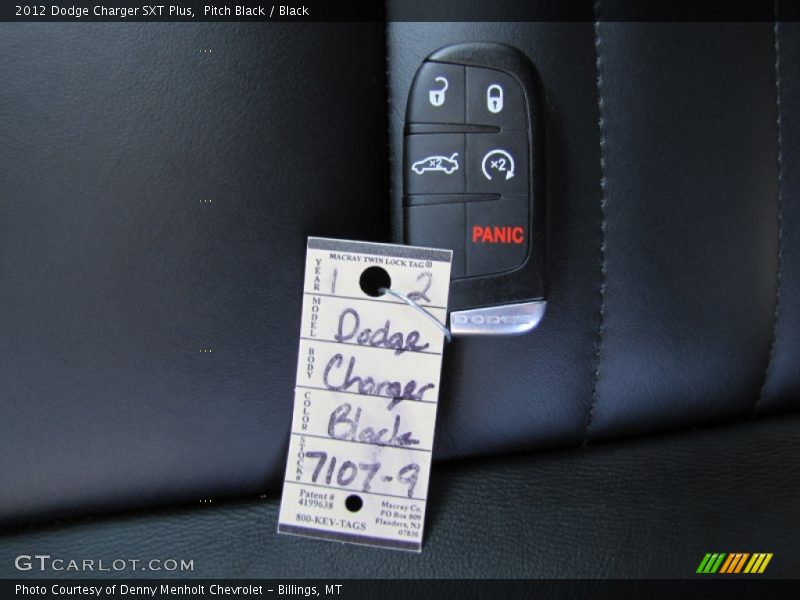 2012 Dodge Charger SXT Plus,  Pitch Black / Black
x2
x2
PANIC
DODGE
MACRAY TWIN LOCK TAG®
YEAR 1 2
MODEL Dodge
BODY Charger
COLOR Black
STOCK# 7107-9
Patent #
4199638
800-KEY-TAGS
Macray Co.
PO Box 809
Flanders, NJ
07836
GTCARLOT.COM
Photo Courtesy of Denny Menholt Chevrolet – Billings, MT